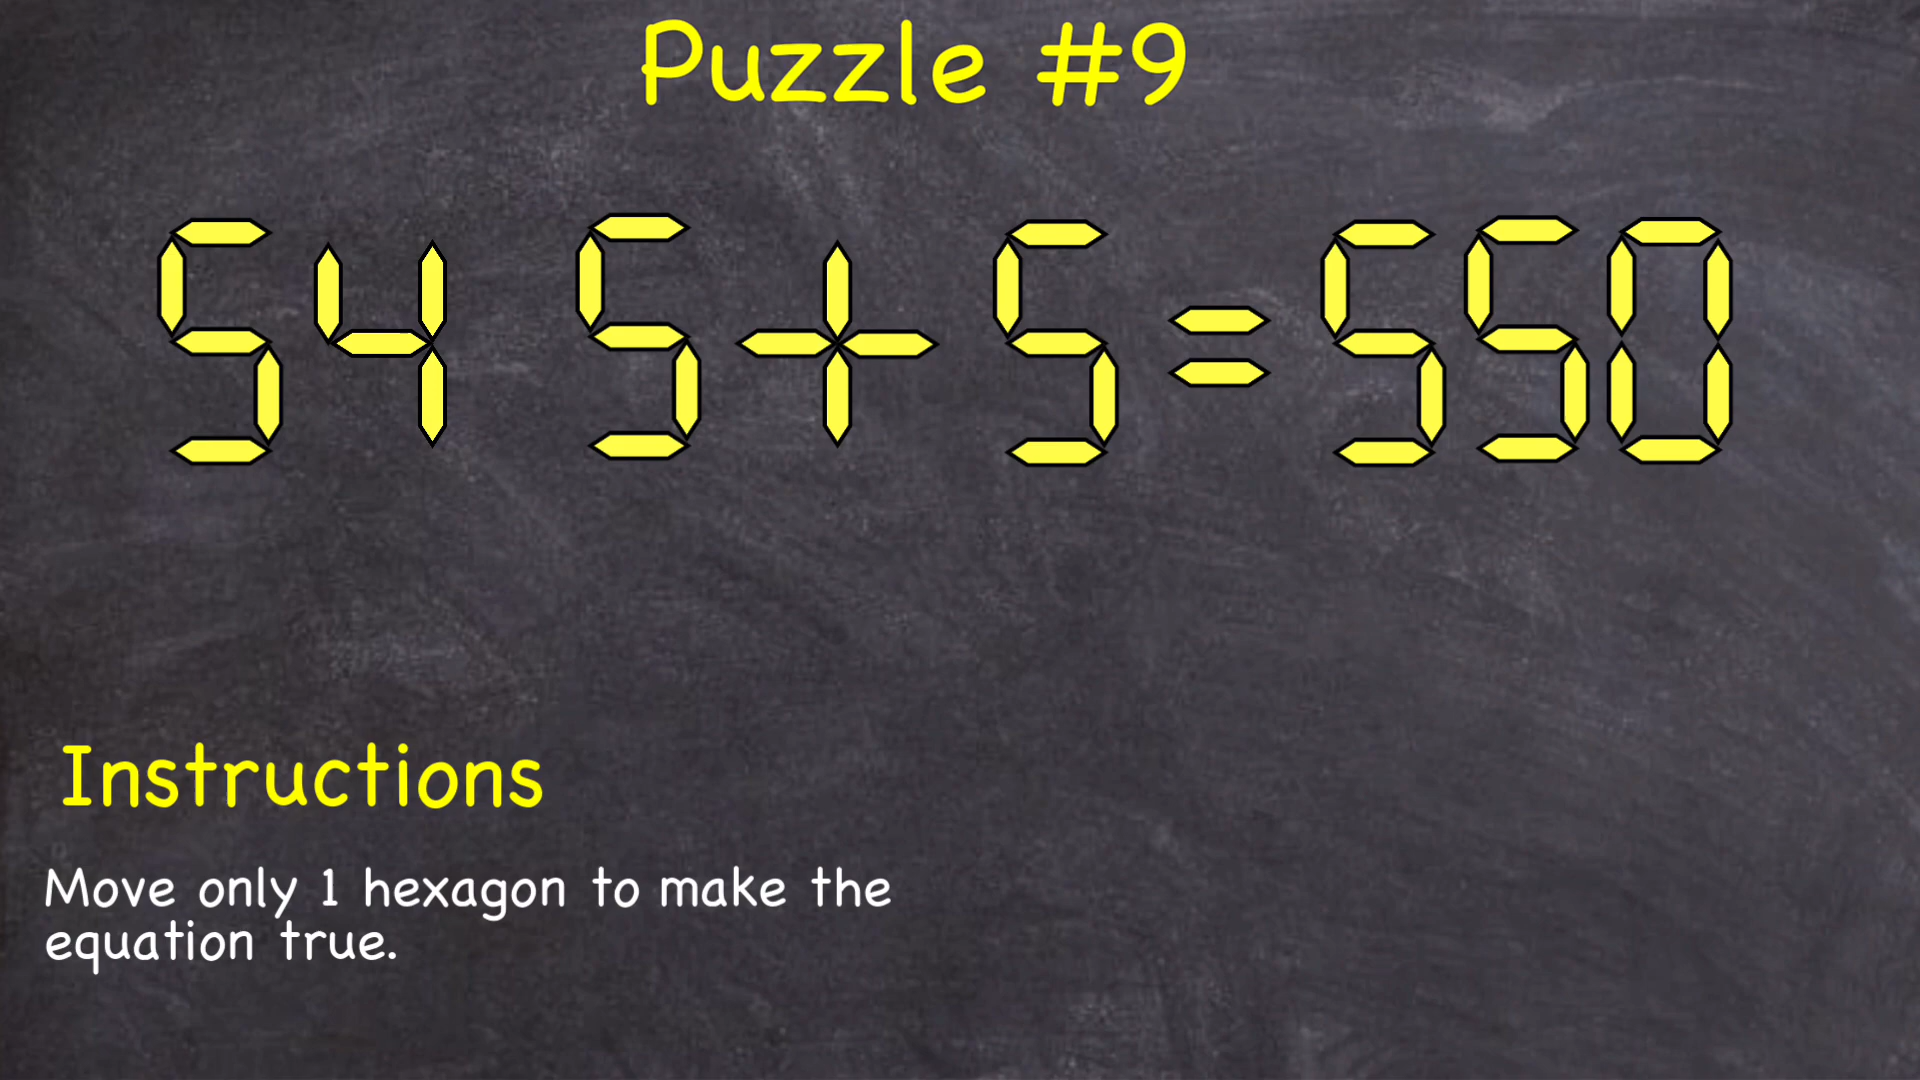 Puzzle #9
54 5+5=550
Instructions
Move only 1 hexagon to make the
equation true.